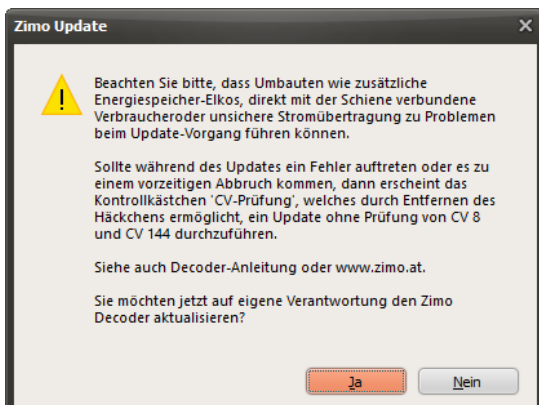 Zimo Update
Beachten Sie bitte, dass Umbauten wie zusätzliche
Energiespeicher-Elkos, direkt mit der Schiene verbundene
Verbraucheroder unsichere Stromübertragung zu Problemen
beim Update-Vorgang führen können.
Sollte während des Updates ein Fehler auftreten oder es zu
einem vorzeitigen Abbruch kommen, dann erscheint das
Kontrollkästchen 'CV-Prüfung', welches durch Entfernen des
Häckchens ermöglicht, ein Update ohne Prüfung von CV 8
und CV 144 durchzuführen.
Siehe auch Decoder-Anleitung oder www.zimo.at.
Sie möchten jetzt auf eigene Verantwortung den Zimo
Decoder aktualisieren?
Ja
Nein